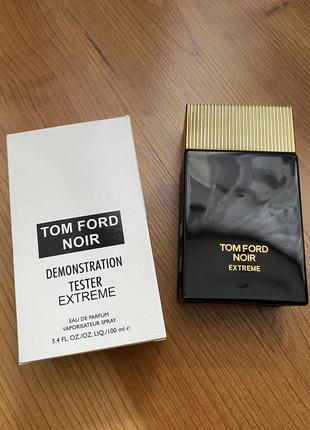 TOM FORD
NOIR
DEMONSTRATION
TESTER
EXTREME
EAU DE PARFUM
VAPORISATEUR SPRAY
3.4 FL. OZ./OZ. LIQ./100 ml ℮
TOM FORD
NOIR
EXTREME